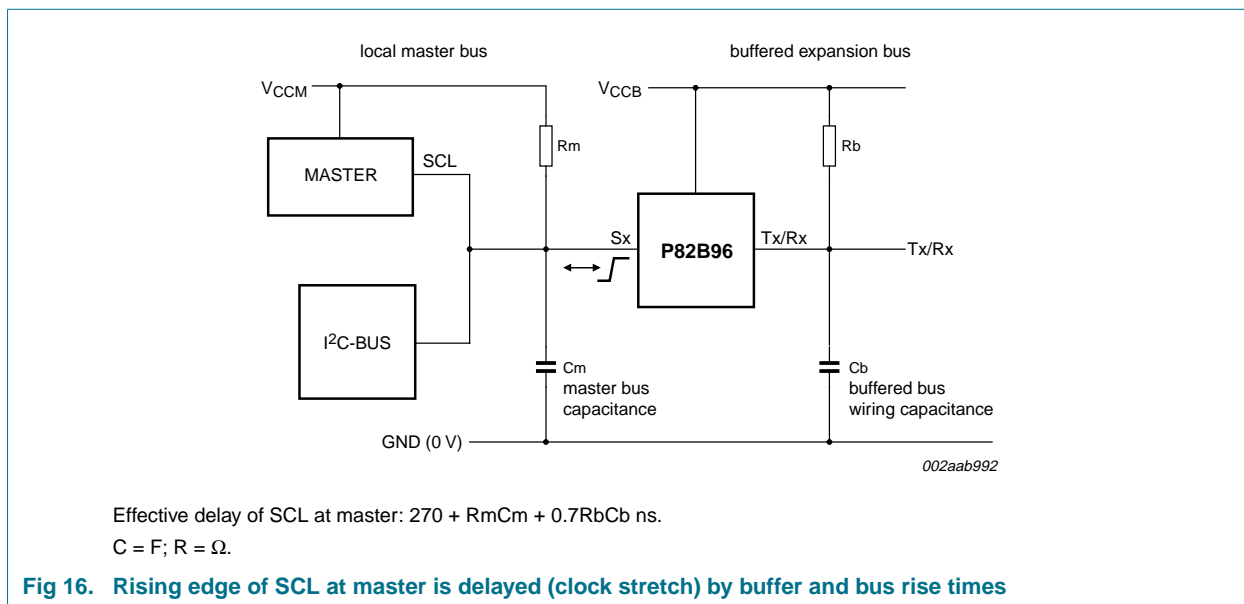 local master bus
buffered expansion bus
VCCM
VCCB
Rm
Rb
MASTER
SCL
Sx
P82B96
Tx/Rx
Tx/Rx
I²C-BUS
Cm
master bus
capacitance
Cb
buffered bus
wiring capacitance
GND (0 V)
002aab992
Effective delay of SCL at master: 270 + RmCm + 0.7RbCb ns.
C = F; R = Ω.
Fig 16. Rising edge of SCL at master is delayed (clock stretch) by buffer and bus rise times